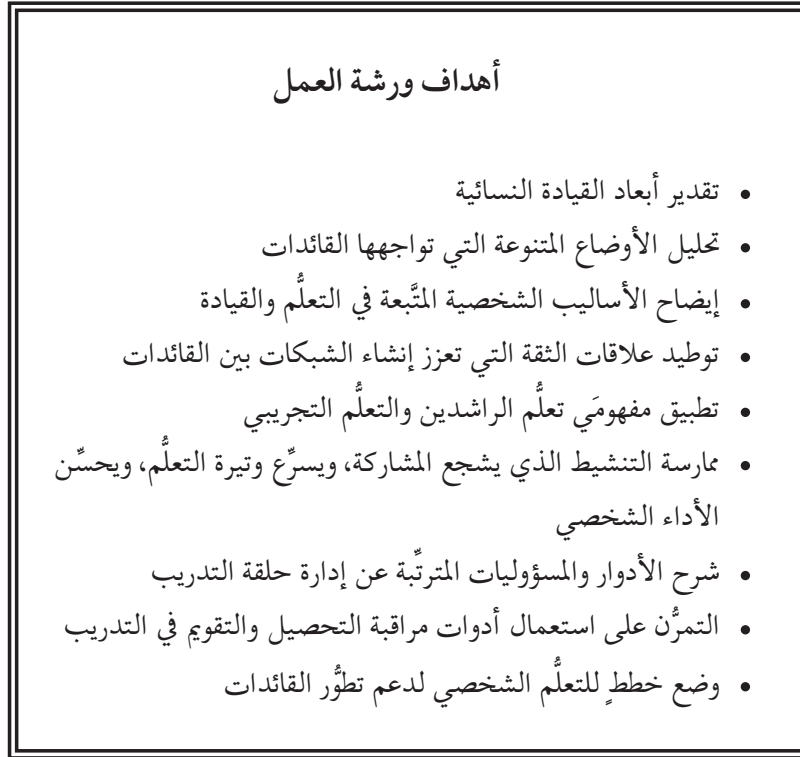 أهداف ورشة العمل
• تقدير أبعاد القيادة النسائية
• تحليل الأوضاع المتنوعة التي تواجهها القائدات
• إيضاح الأساليب الشخصية المتَّبعة في التعلُّم والقيادة
• توطيد علاقات الثقة التي تعزز إنشاء الشبكات بين القائدات
• تطبيق مفهومَي تعلُّم الراشدين والتعلُّم التجريبي
• ممارسة التنشيط الذي يشجع المشاركة، ويسرِّع وتيرة التعلُّم، ويحسِّن
الأداء الشخصي
• شرح الأدوار والمسؤوليات المترتِّبة عن إدارة حلقة التدريب
• التمرُّن على استعمال أدوات مراقبة التحصيل والتقويم في التدريب
• وضع خططٍ للتعلُّم الشخصي لدعم تطوُّر القائدات